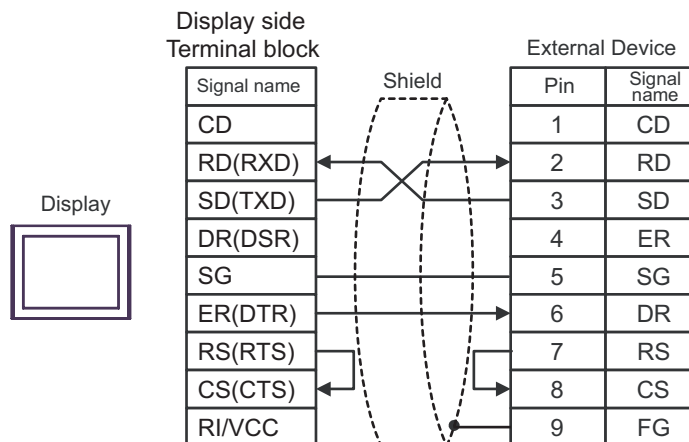 Display side
Terminal block
External Device
Signal name
Shield
Pin
Signal
name
CD
1
CD
RD(RXD)
2
RD
Display
SD(TXD)
3
SD
DR(DSR)
4
ER
SG
5
SG
ER(DTR)
6
DR
RS(RTS)
7
RS
CS(CTS)
8
CS
RI/VCC
9
FG